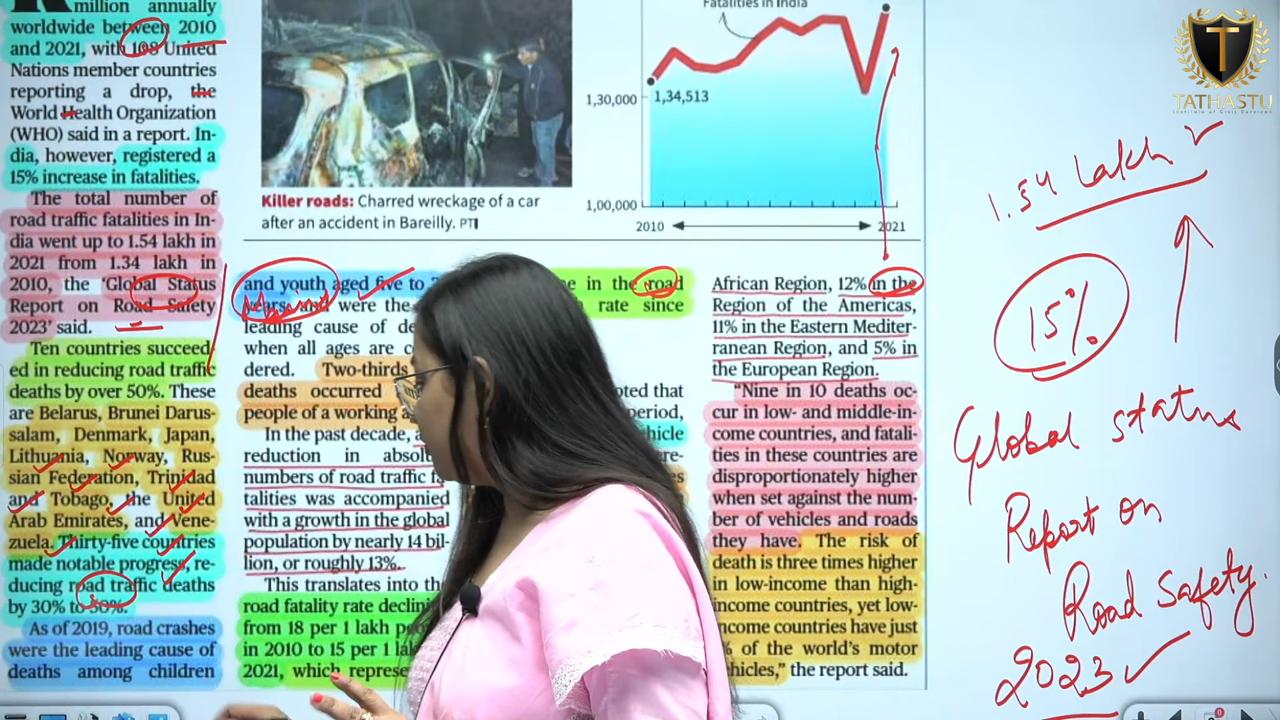 million annually
worldwide between 2010
and 2021, with 108 United
Nations member countries
reporting a drop, the
World Health Organization
(WHO) said in a report. In-
dia, however, registered a
15% increase in fatalities.
The total number of
road traffic fatalities in In-
dia went up to 1.54 lakh in
2021 from 1.34 lakh in
2010, the 'Global Status
Report on Road Safety
2023' said.
Ten countries succeed-
ed in reducing road traffic
deaths by over 50%. These
are Belarus, Brunei Darus-
salam, Denmark, Japan,
Lithuania, Norway, Rus-
sian Federation, Trinidad
and Tobago, the United
Arab Emirates, and Vene-
zuela. Thirty-five countries
made notable progress, re-
ducing road traffic deaths
by 30% to 50%.
As of 2019, road crashes
were the leading cause of
deaths among children
Killer roads: Charred wreckage of a car
after an accident in Bareilly. PTI
Fatalities in India
1,30,000
1,34,513
1,00,000
2010
2021
and youth aged five to
years and were the
leading cause of
when all ages are
dered. Two-thirds
deaths occurred
people of a working
In the past decade,
reduction in
numbers of road traffic
talities was accompanied
with a growth in the global
population by nearly 14 bil-
lion, or roughly 13%.
This translates into
road fatality rate
from 18 per 1 lakh
in 2010 to 15 per 1
2021, which
in the road
rate since
that
period,
African Region, 12% in the
Region of the Americas,
11% in the Eastern Mediter-
ranean Region, and 5% in
the European Region.
"Nine in 10 deaths oc-
cur in low- and middle-in-
come countries, and fatali-
ties in these countries are
disproportionately higher
when set against the num-
ber of vehicles and roads
they have. The risk of
death is three times higher
in low-income than high-
income countries, yet low-
income countries have just
of the world's motor
vehicles," the report said.
T
TATHASTU
Institute of Civil Services
1.54 Lakh
15%
Global status
Report on
Road Safety.
2023